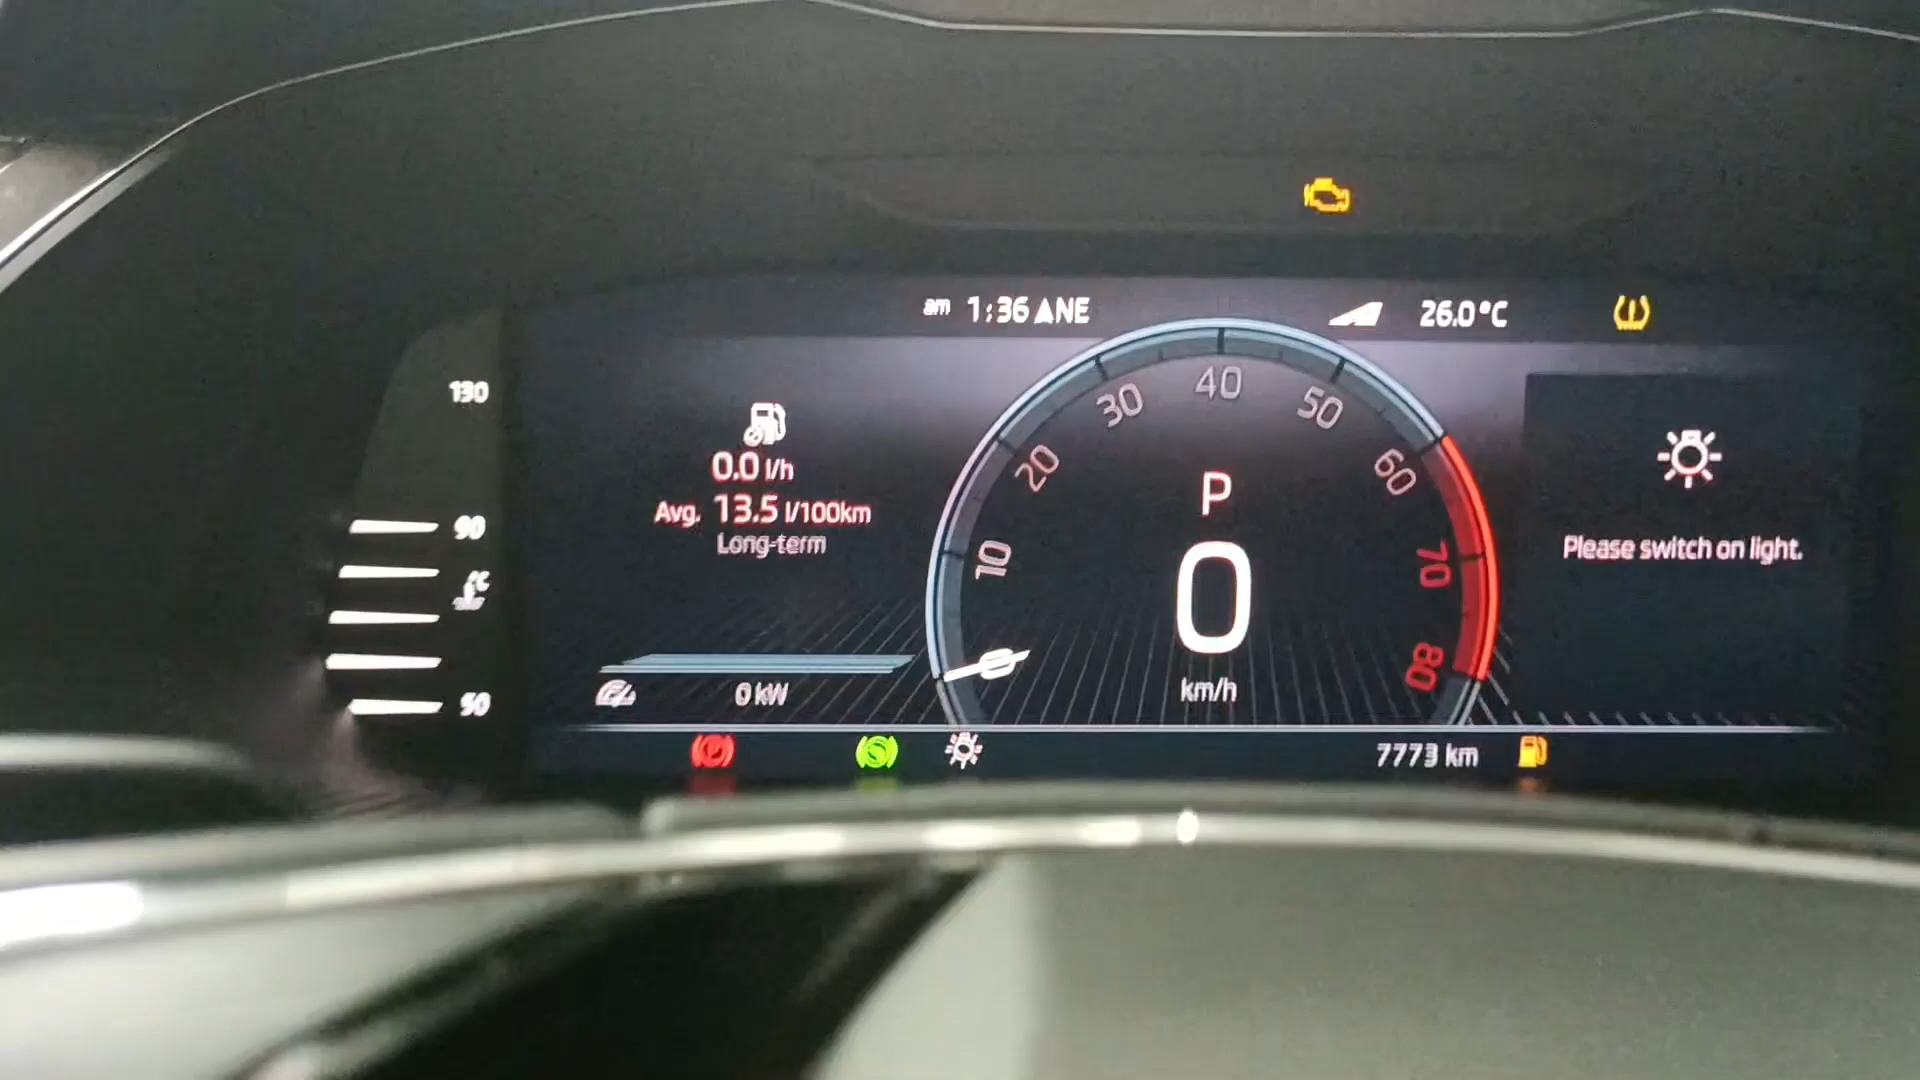 am 1:36 ANE
26.0°C
130
90
°C
50
0.0 l/h
Avg. 13.5 l/100km
Long-term
0 kW
0
10
20
30
40
50
60
70
80
P
0
km/h
Please switch on light.
P
S
7773 km